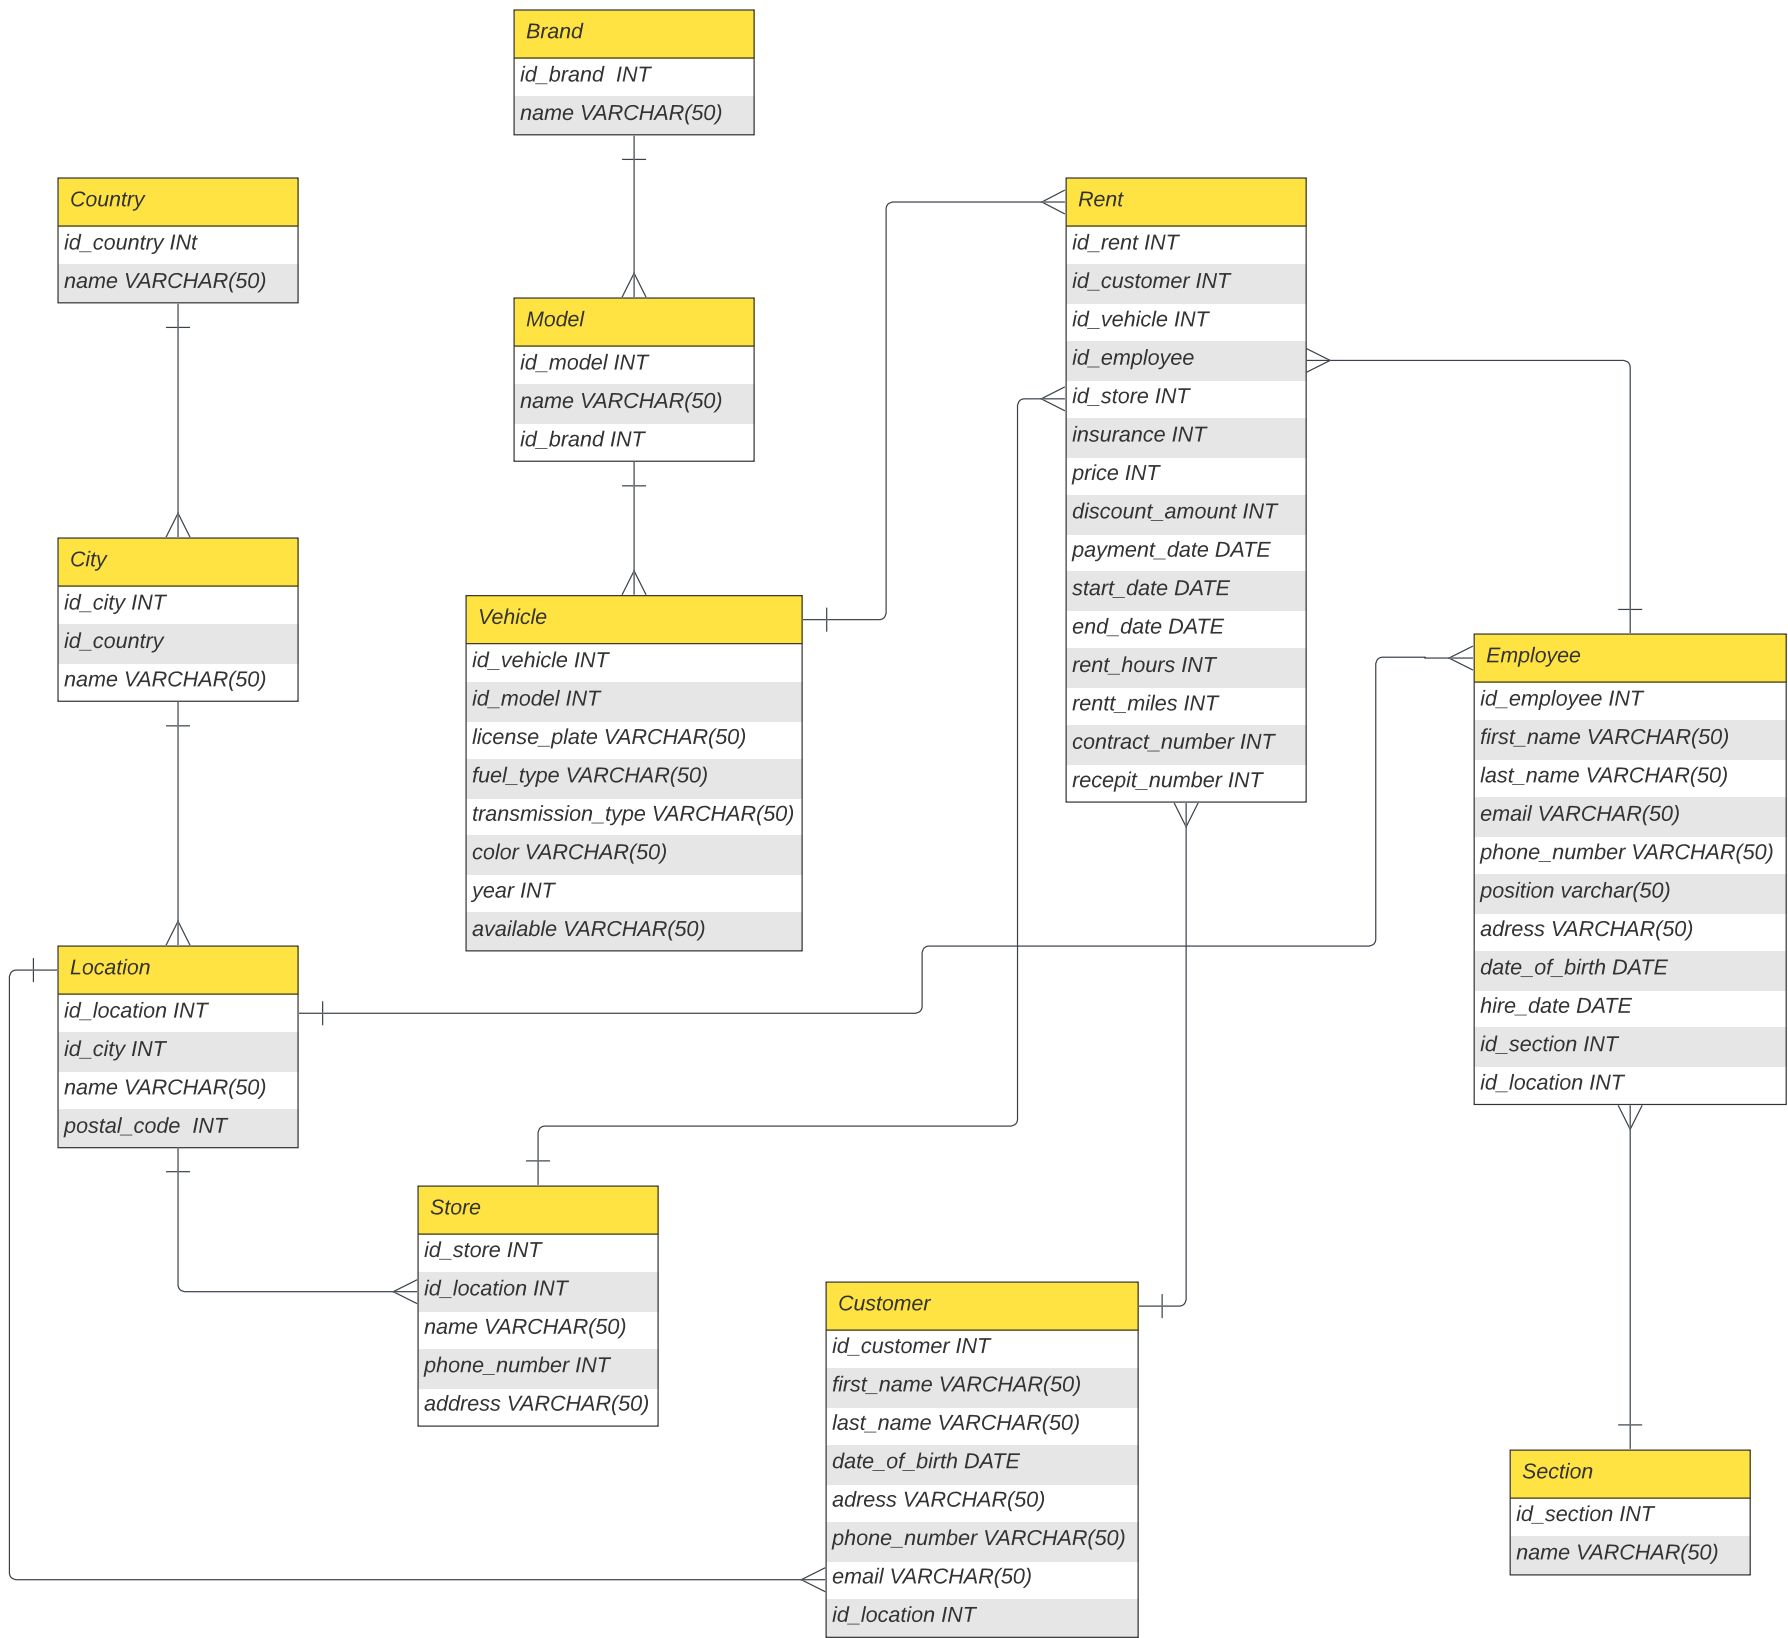 Brand
id_brand  INT
name VARCHAR(50)
Country
id_country INt
name VARCHAR(50)
Model
id_model INT
name VARCHAR(50)
id_brand INT
Rent
id_rent INT
id_customer INT
id_vehicle INT
id_employee
id_store INT
insurance INT
price INT
discount_amount INT
payment_date DATE
start_date DATE
end_date DATE
rent_hours INT
rentt_miles INT
contract_number INT
recepit_number INT
City
id_city INT
id_country
name VARCHAR(50)
Vehicle
id_vehicle INT
id_model INT
license_plate VARCHAR(50)
fuel_type VARCHAR(50)
transmission_type VARCHAR(50)
color VARCHAR(50)
year INT
available VARCHAR(50)
Employee
id_employee INT
first_name VARCHAR(50)
last_name VARCHAR(50)
email VARCHAR(50)
phone_number VARCHAR(50)
position varchar(50)
adress VARCHAR(50)
date_of_birth DATE
hire_date DATE
id_section INT
id_location INT
Location
id_location INT
id_city INT
name VARCHAR(50)
postal_code  INT
Store
id_store INT
id_location INT
name VARCHAR(50)
phone_number INT
address VARCHAR(50)
Customer
id_customer INT
first_name VARCHAR(50)
last_name VARCHAR(50)
date_of_birth DATE
adress VARCHAR(50)
phone_number VARCHAR(50)
email VARCHAR(50)
id_location INT
Section
id_section INT
name VARCHAR(50)